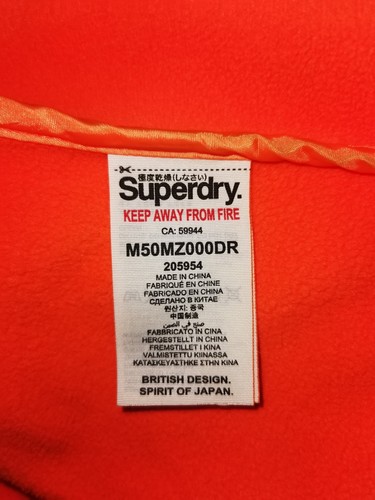 極度乾燥(しなさい)
Superdry.
KEEP AWAY FROM FIRE
CA: 59944
M50MZ000DR
205954
MADE IN CHINA
FABRIQUÉ EN CHINE
FABRICADO EN CHINA
СДЕЛАНО В КИТАЕ
원산지: 중국
中国制造
صنع في الصين
FABBRICATO IN CINA
HERGESTELLT IN CHINA
FREMSTILLET I KINA
VALMISTETTU KIINASSA
ΚΑΤΑΣΚΕΥΑΣΤΗΚΕ ΣΤΗΝ ΚΙΝΑ
BRITISH DESIGN.
SPIRIT OF JAPAN.